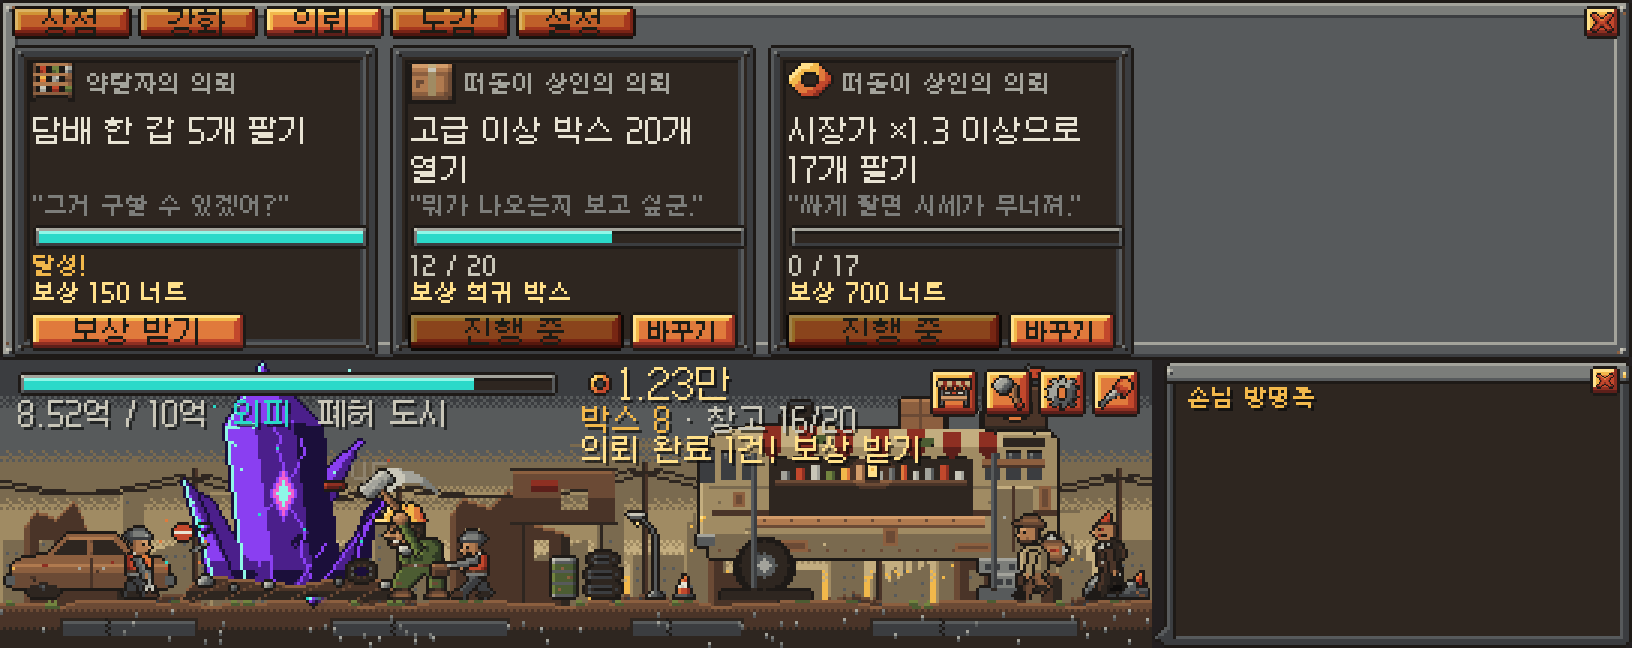 상점 강화 의뢰 도감 설정
약탈자의 의뢰
담배 한 갑 5개 팔기
"그거 구할 수 있겠어?"
달성!
보상 150 너트
보상 받기
떠돌이 상인의 의뢰
고급 이상 박스 20개
열기
"뭐가 나오는지 보고 싶군."
12 / 20
보상 희귀 박스
진행 중 바꾸기
떠돌이 상인의 의뢰
시장가 ×1.3 이상으로
17개 팔기
"싸게 팔면 시세가 무너져."
0 / 17
보상 700 너트
진행 중 바꾸기
8.52억 / 10억 인피 폐허 도시
1.23만
박스 8 · 창고 16/20
의뢰 완료 1건! 보상 받기
손님 방명록